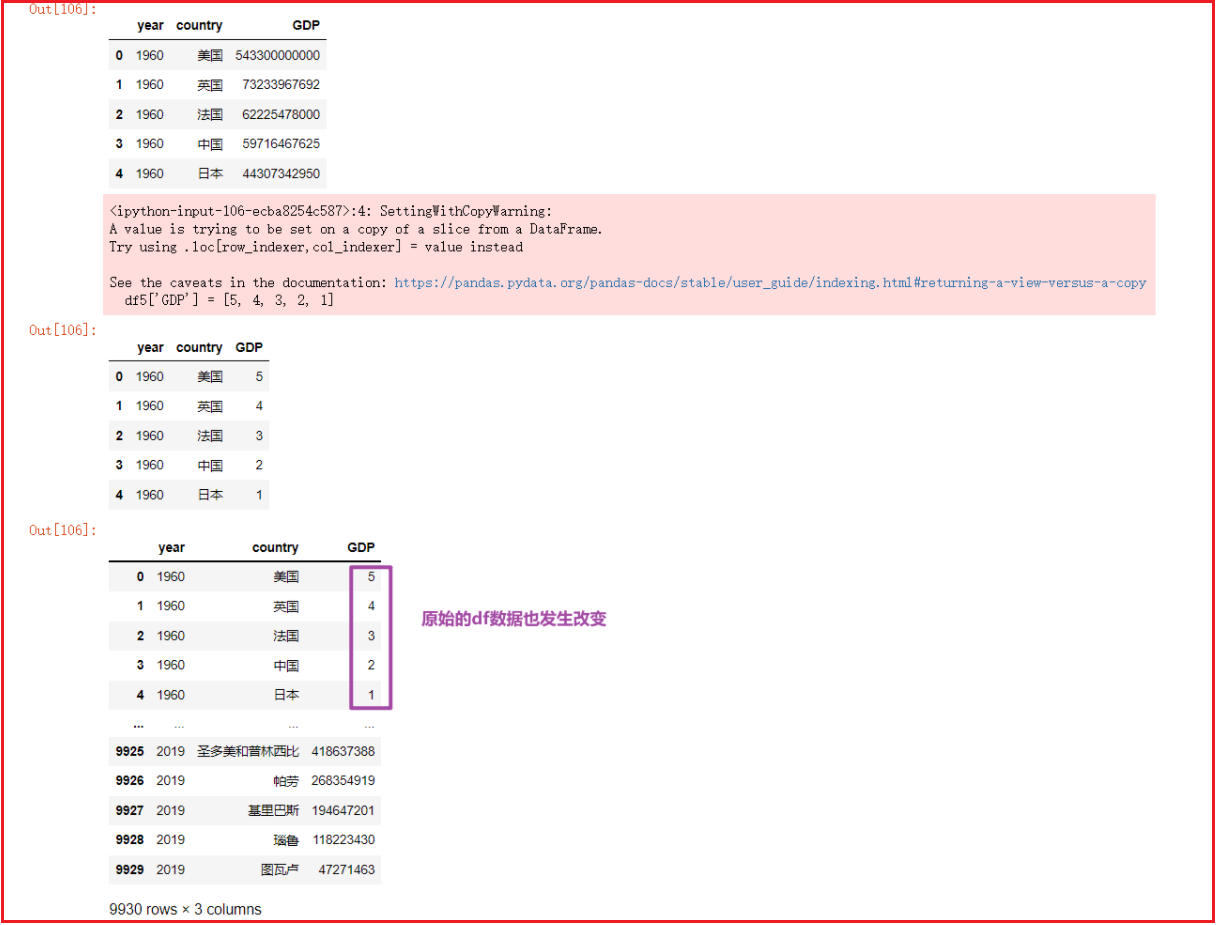 Out[106]:
year country GDP
0 1960 美国 543300000000
1 1960 英国 73233967692
2 1960 法国 62225478000
3 1960 中国 59716467625
4 1960 日本 44307342950
<ipython-input-106-ecba8254c587>:4: SettingWithCopyWarning:
A value is trying to be set on a copy of a slice from a DataFrame.
Try using .loc[row_indexer,col_indexer] = value instead
See the caveats in the documentation: https://pandas.pydata.org/pandas-docs/stable/user_guide/indexing.html#returning-a-view-versus-a-copy
df5['GDP'] = [5, 4, 3, 2, 1]
Out[106]:
year country GDP
0 1960 美国 5
1 1960 英国 4
2 1960 法国 3
3 1960 中国 2
4 1960 日本 1
Out[106]:
year country GDP
0 1960 美国 5
1 1960 英国 4
2 1960 法国 3
3 1960 中国 2
4 1960 日本 1
原始的df数据也发生改变
... ... ... ...
9925 2019 圣多美和普林西比 418637388
9926 2019 帕劳 268354919
9927 2019 基里巴斯 194647201
9928 2019 瑙鲁 118223430
9929 2019 图瓦卢 47271463
9930 rows × 3 columns